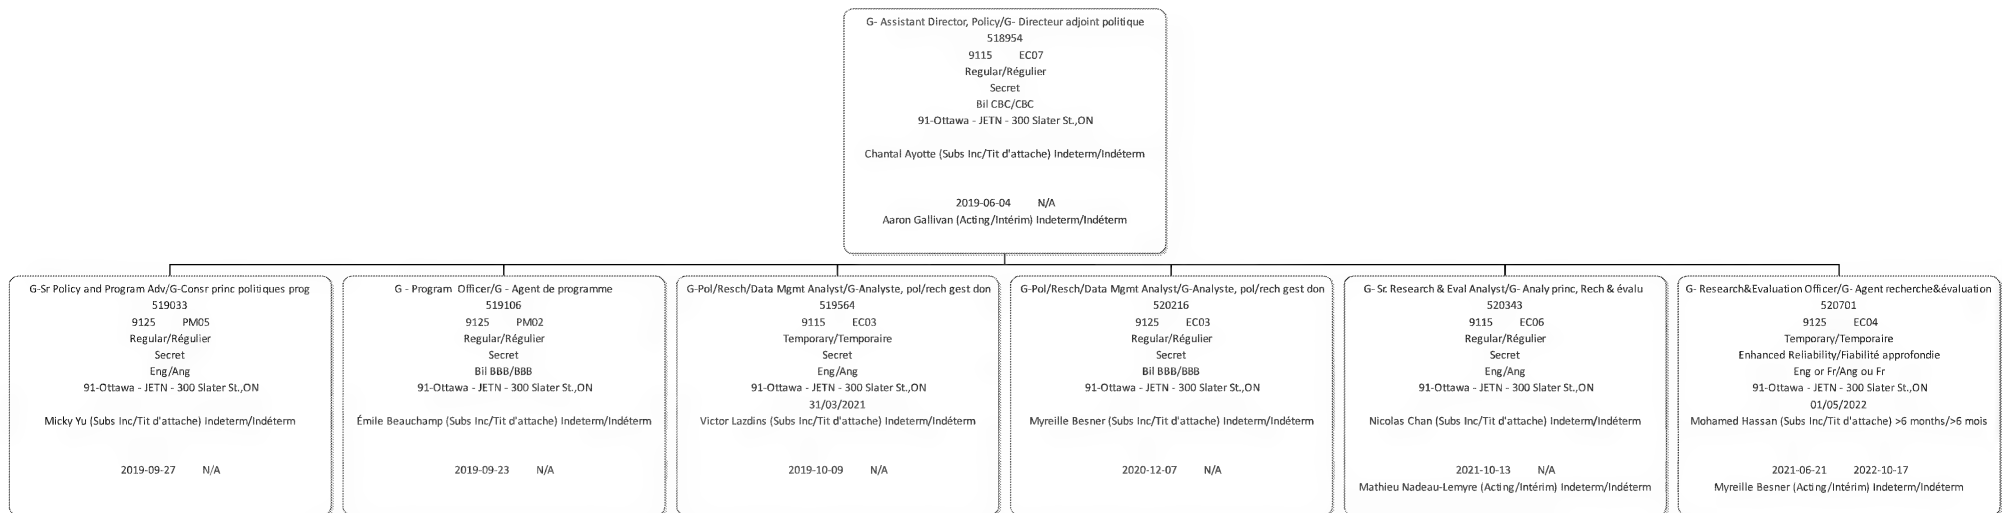 G- Assistant Director, Policy/G- Directeur adjoint politique
518954
9115 EC07
Regular/Régulier
Secret
Bil CBC/CBC
91-Ottawa - JETN - 300 Slater St.,ON
Chantal Ayotte (Subs Inc/Tit d'attache) Indeterm/Indéterm
2019-06-04 N/A
Aaron Gallivan (Acting/Intérim) Indeterm/Indéterm
G-Sr Policy and Program Adv/G-Consr princ politiques prog
519033
9125 PM05
Regular/Régulier
Secret
Eng/Ang
91-Ottawa - JETN - 300 Slater St.,ON
Micky Yu (Subs Inc/Tit d'attache) Indeterm/Indéterm
2019-09-27 N/A
G - Program Officer/G - Agent de programme
519106
9125 PM02
Regular/Régulier
Secret
Bil BBB/BBB
91-Ottawa - JETN - 300 Slater St.,ON
Émile Beauchamp (Subs Inc/Tit d'attache) Indeterm/Indéterm
2019-09-23 N/A
G-Pol/Resch/Data Mgmt Analyst/G-Analyste, pol/rech gest don
519564
9115 EC03
Temporary/Temporaire
Secret
Eng/Ang
91-Ottawa - JETN - 300 Slater St.,ON
31/03/2021
Victor Lazdins (Subs Inc/Tit d'attache) Indeterm/Indéterm
2019-10-09 N/A
G-Pol/Resch/Data Mgmt Analyst/G-Analyste, pol/rech gest don
520216
9125 EC03
Regular/Régulier
Secret
Bil BBB/BBB
91-Ottawa - JETN - 300 Slater St.,ON
Myreille Besner (Subs Inc/Tit d'attache) Indeterm/Indéterm
2020-12-07 N/A
G- Sr. Research & Eval Analyst/G- Analy princ, Rech & évalu
520343
9115 EC06
Regular/Régulier
Secret
Eng/Ang
91-Ottawa - JETN - 300 Slater St.,ON
Nicolas Chan (Subs Inc/Tit d'attache) Indeterm/Indéterm
2021-10-13 N/A
Mathieu Nadeau-Lemyre (Acting/Intérim) Indeterm/Indéterm
G- Research&Evaluation Officer/G- Agent recherche&évaluation
520701
9125 EC04
Temporary/Temporaire
Enhanced Reliability/Fiabilité approfondie
Eng or Fr/Ang ou Fr
91-Ottawa - JETN - 300 Slater St.,ON
01/05/2022
Mohamed Hassan (Subs Inc/Tit d'attache) >6 months/>6 mois
2021-06-21 2022-10-17
Myreille Besner (Acting/Intérim) Indeterm/Indéterm